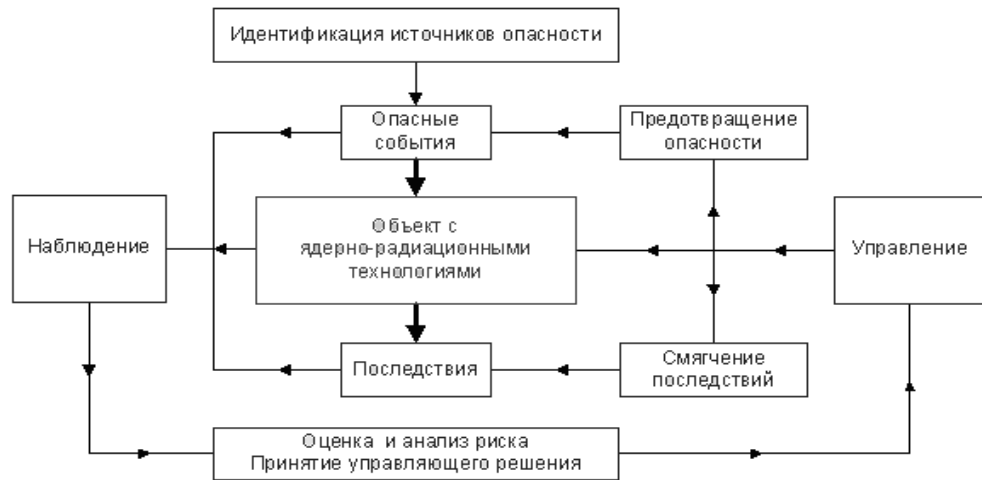 Идентификация источников опасности
Опасные
события
Предотвращение
опасности
Наблюдение
Объект с
ядерно-радиационными
технологиями
Управление
Последствия
Смягчение
последствий
Оценка и анализ риска
Принятие управляющего решения